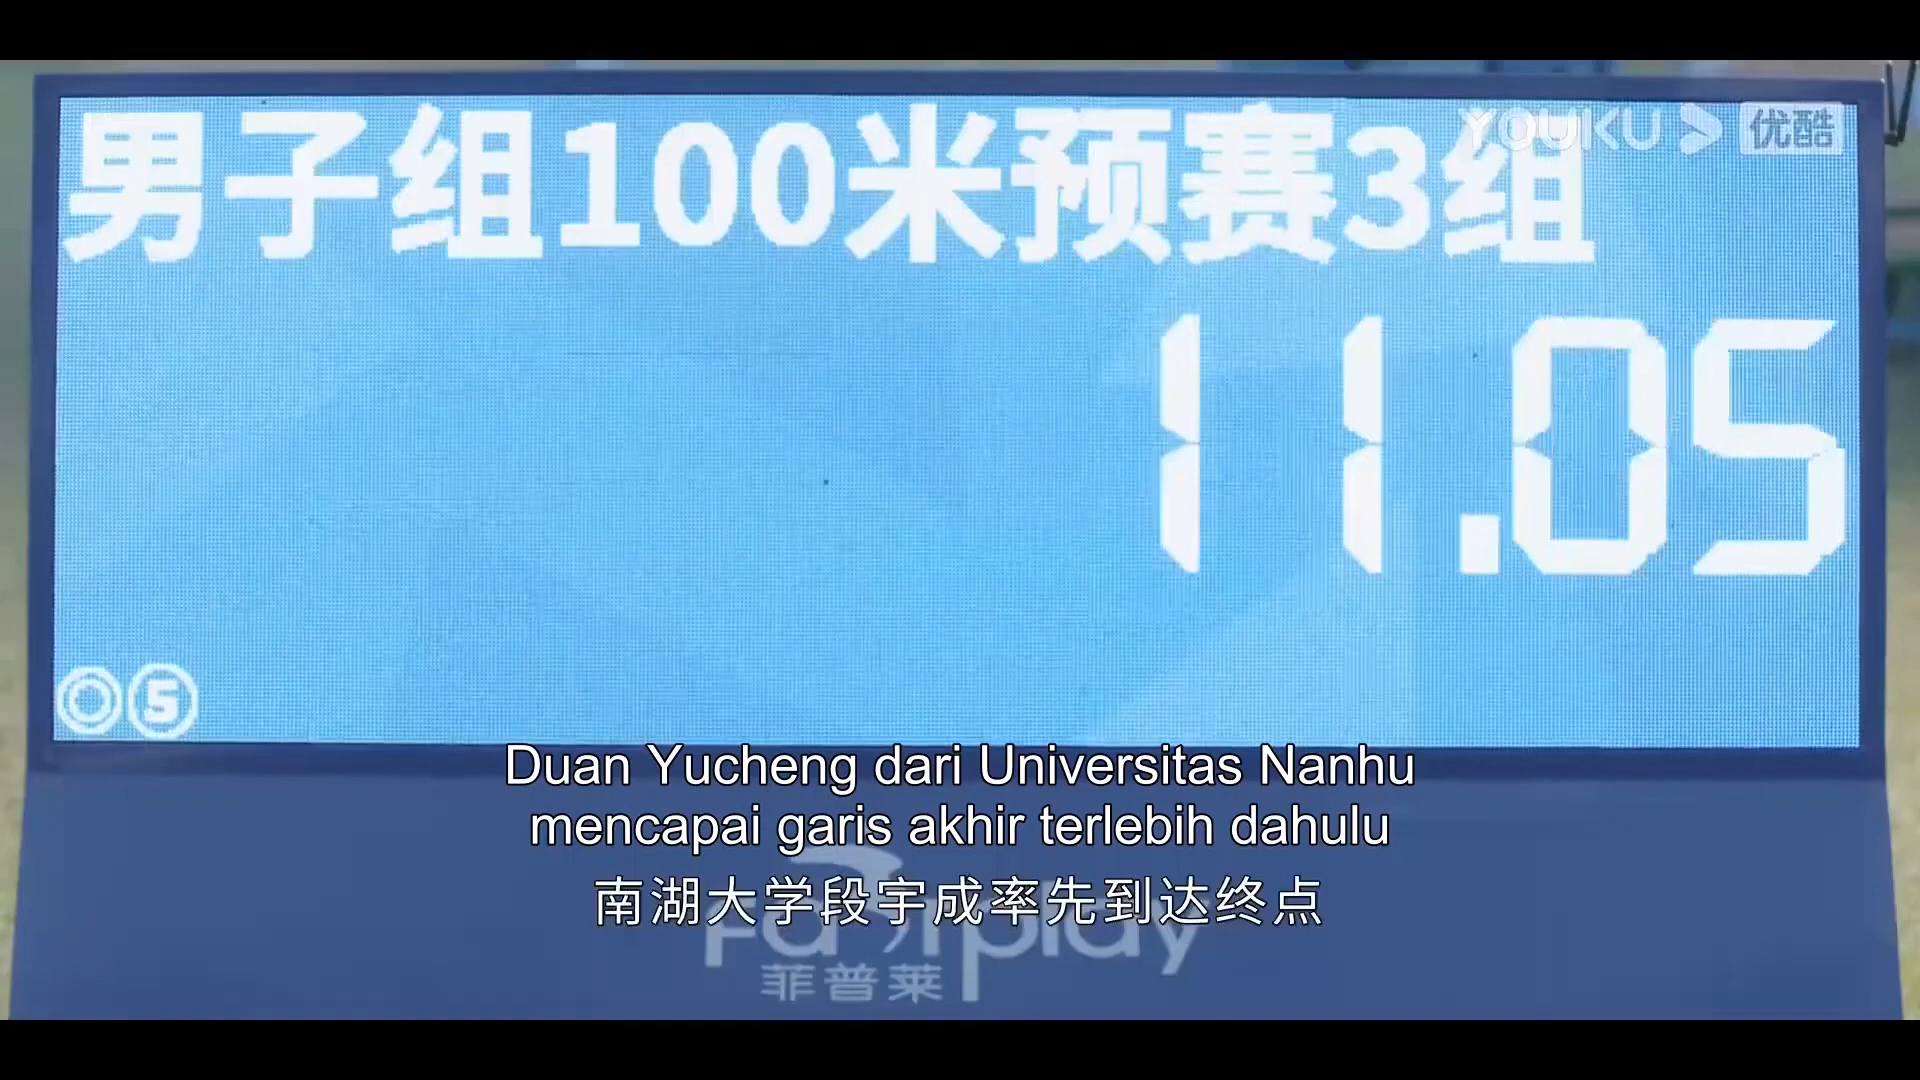 男子组100米预赛3组
YOUKU 优酷
11.05
◎⑤
Duan Yucheng dari Universitas Nanhu
mencapai garis akhir terlebih dahulu
南湖大学段宇成率先到达终点
Fairplay
菲普莱